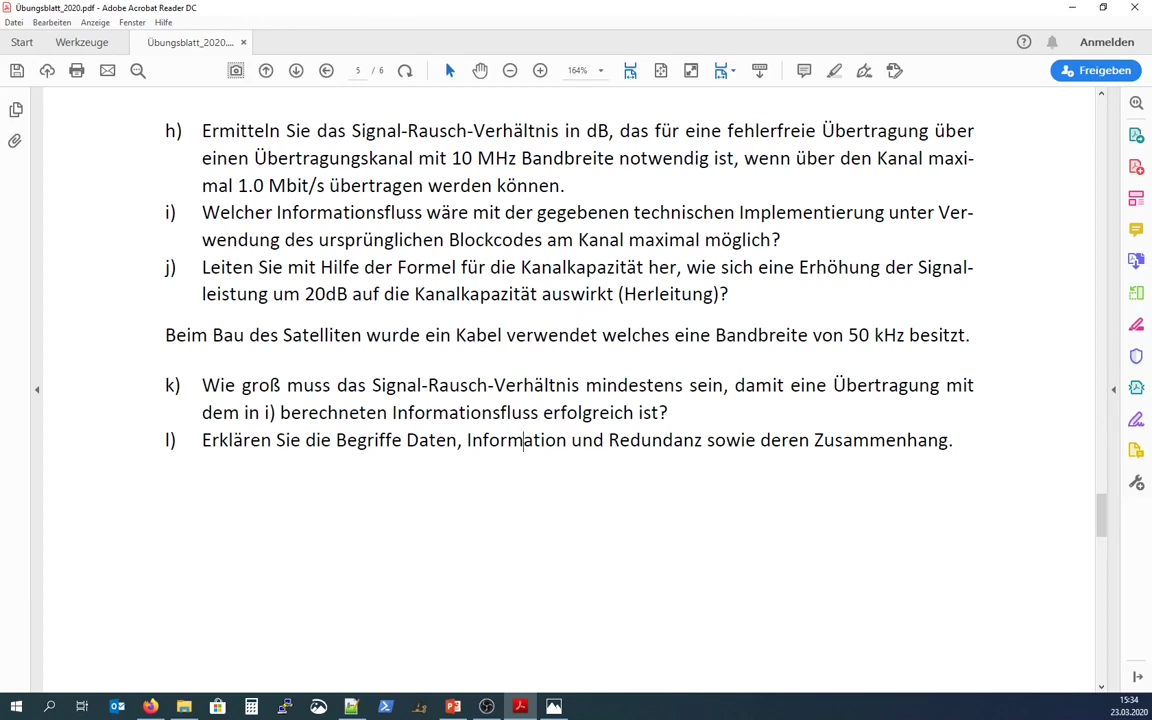 Übungsblatt_2020.pdf - Adobe Acrobat Reader DC
Datei Bearbeiten Anzeige Fenster Hilfe
Start Werkzeuge Übungsblatt_2020.... × Anmelden
5 / 6 164% Freigeben
h) Ermitteln Sie das Signal-Rausch-Verhältnis in dB, das für eine fehlerfreie Übertragung über
einen Übertragungskanal mit 10 MHz Bandbreite notwendig ist, wenn über den Kanal maxi-
mal 1.0 Mbit/s übertragen werden können.
i) Welcher Informationsfluss wäre mit der gegebenen technischen Implementierung unter Ver-
wendung des ursprünglichen Blockcodes am Kanal maximal möglich?
j) Leiten Sie mit Hilfe der Formel für die Kanalkapazität her, wie sich eine Erhöhung der Signal-
leistung um 20dB auf die Kanalkapazität auswirkt (Herleitung)?
Beim Bau des Satelliten wurde ein Kabel verwendet welches eine Bandbreite von 50 kHz besitzt.
k) Wie groß muss das Signal-Rausch-Verhältnis mindestens sein, damit eine Übertragung mit
dem in i) berechneten Informationsfluss erfolgreich ist?
l) Erklären Sie die Begriffe Daten, Information und Redundanz sowie deren Zusammenhang.
15:34
23.03.2020